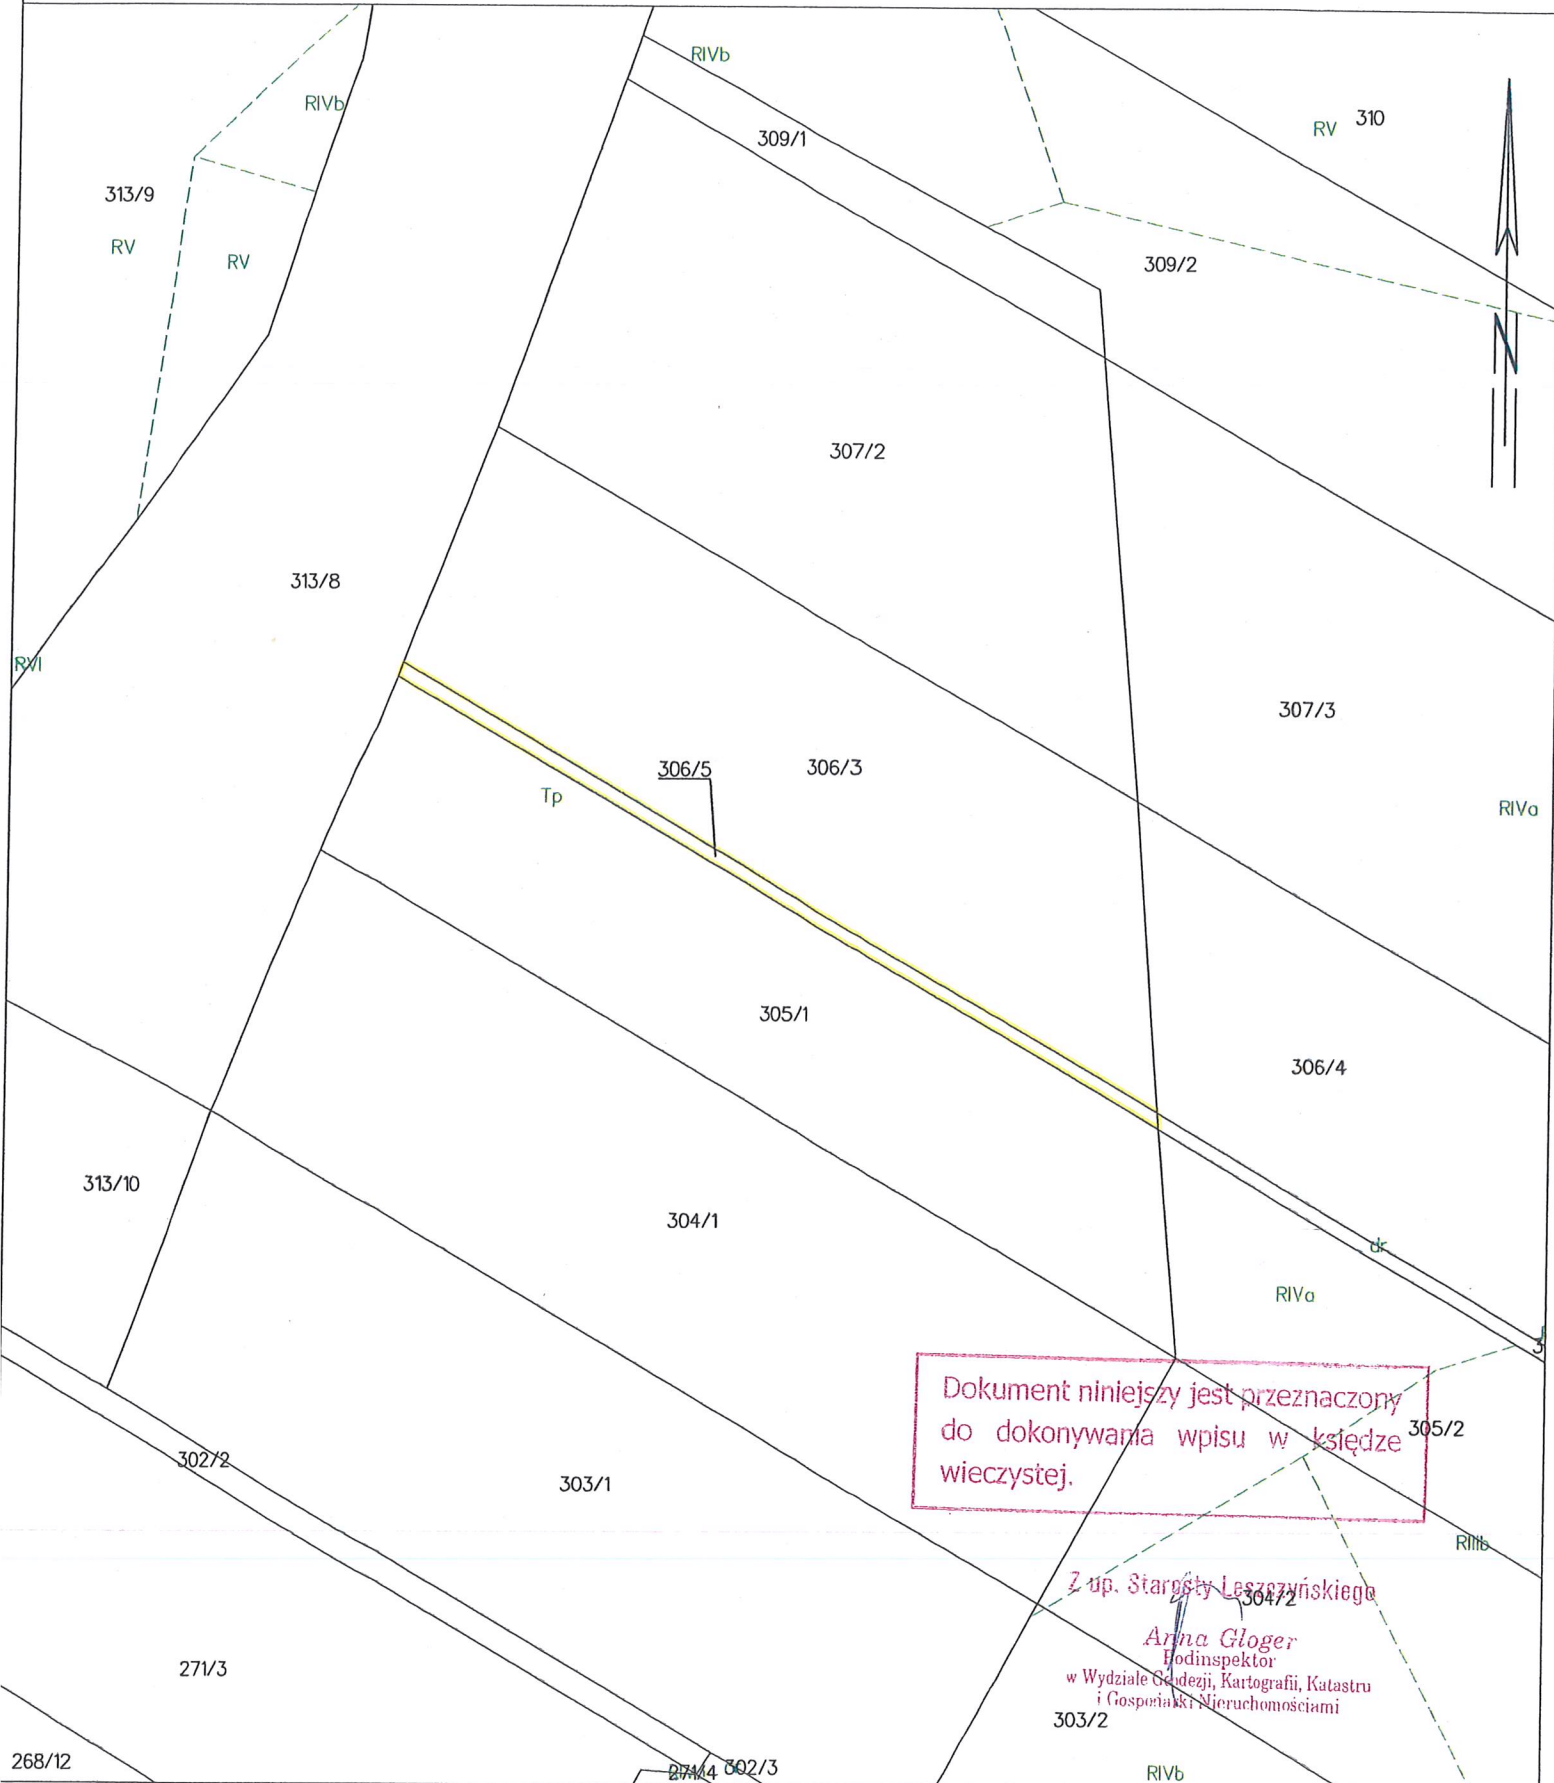 RIVb
RIVb
309/1
RV 310
313/9
RV
RV
309/2
N
307/2
313/8
RVI
307/3
306/5
306/3
Tp
RIVa
305/1
306/4
313/10
304/1
dr
RIVa
Dokument niniejszy jest przeznaczony
do dokonywania wpisu w księdze
wieczystej.
305/2
302/2
303/1
RIIIb
Z up. Starosty Leszczyńskiego
304/2
Anna Gloger
Podinspektor
w Wydziale Geodezji, Kartografii, Katastru
i Gospodarki Nieruchomościami
271/3
303/2
268/12
271/4
302/3
RIVb